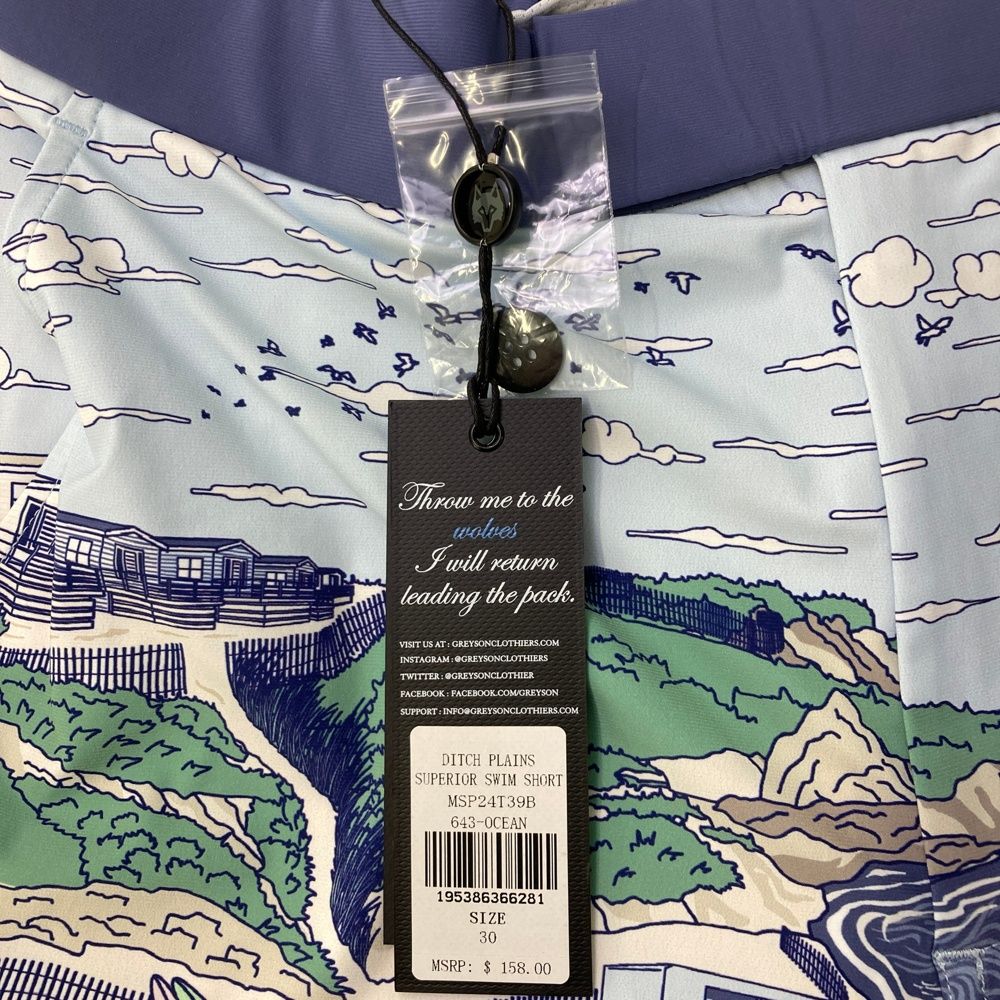 Throw me to the
wolves
I will return
leading the pack.
VISIT US AT : GREYSONCLOTHIERS.COM
INSTAGRAM : @GREYSONCLOTHIERS
TWITTER : @GREYSONCLOTHIER
FACEBOOK : FACEBOOK.COM/GREYSON
SUPPORT : INFO@GREYSONCLOTHIERS.COM
DITCH PLAINS
SUPERIOR SWIM SHORT
MSP24T39B
643-OCEAN
195386366281
SIZE
30
MSRP: $ 158.00